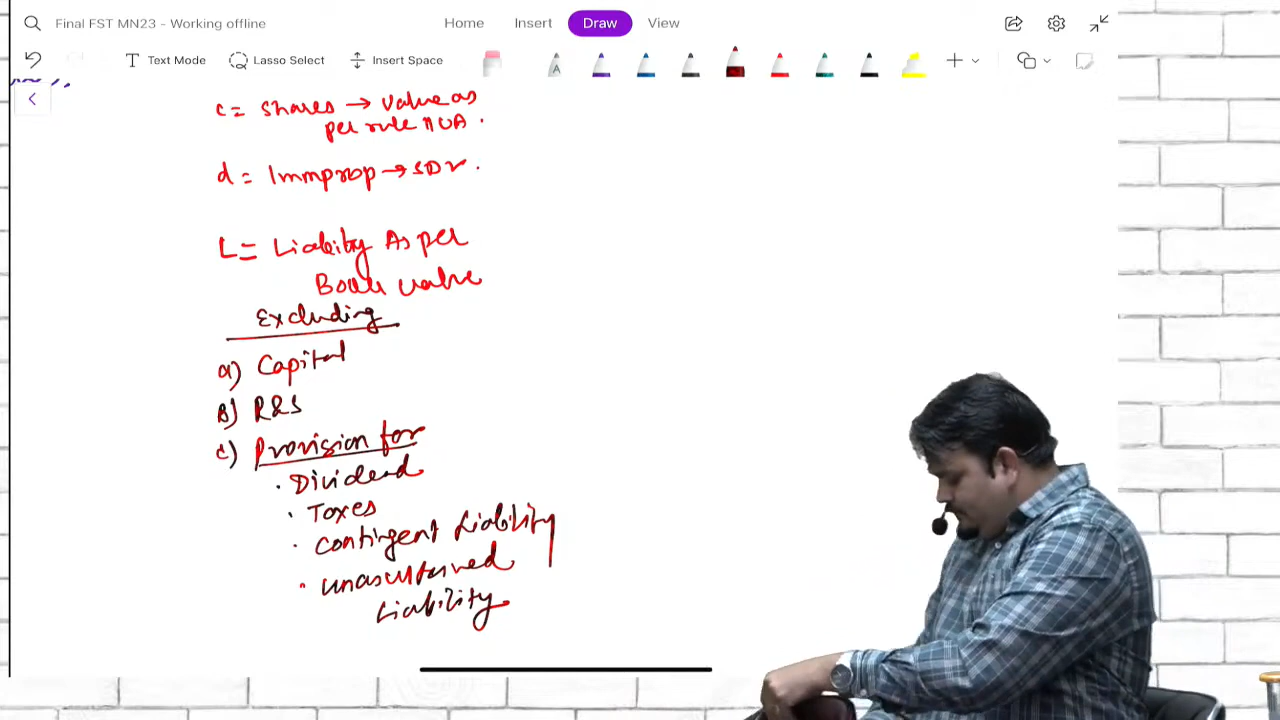 Final FST MN23 - Working offline
Home Insert Draw View
Text Mode Lasso Select Insert Space
c = Shares → value as
per rule 11UA.
d = Immprop → SDV.
L = Liability As per
Book value
Excluding
a) Capital
B) R&S
c) Provision for
· Dividend
· Taxes
· Contingent Liability
· unascertained
Liability